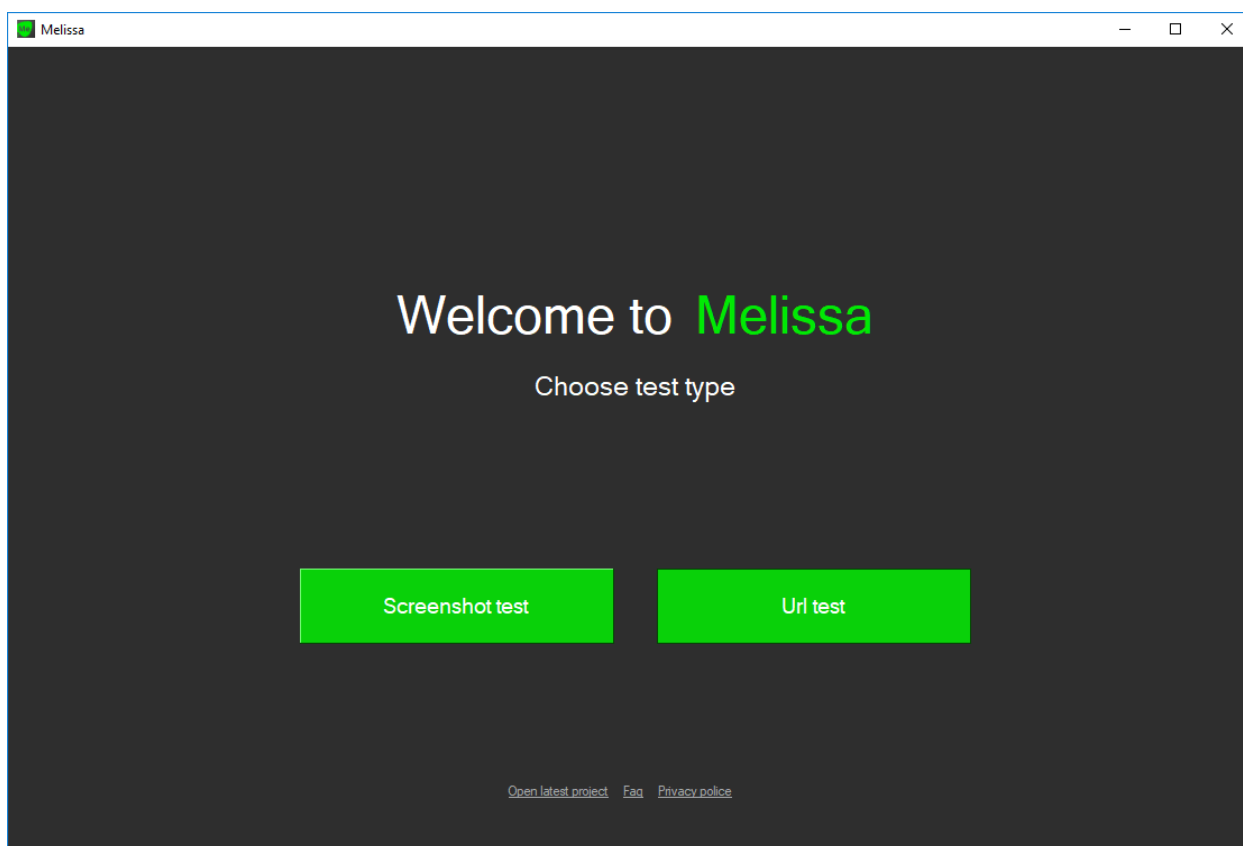 Melissa
Welcome to Melissa
Choose test type
Screenshot test Url test
Open latest project Faq Privacy police